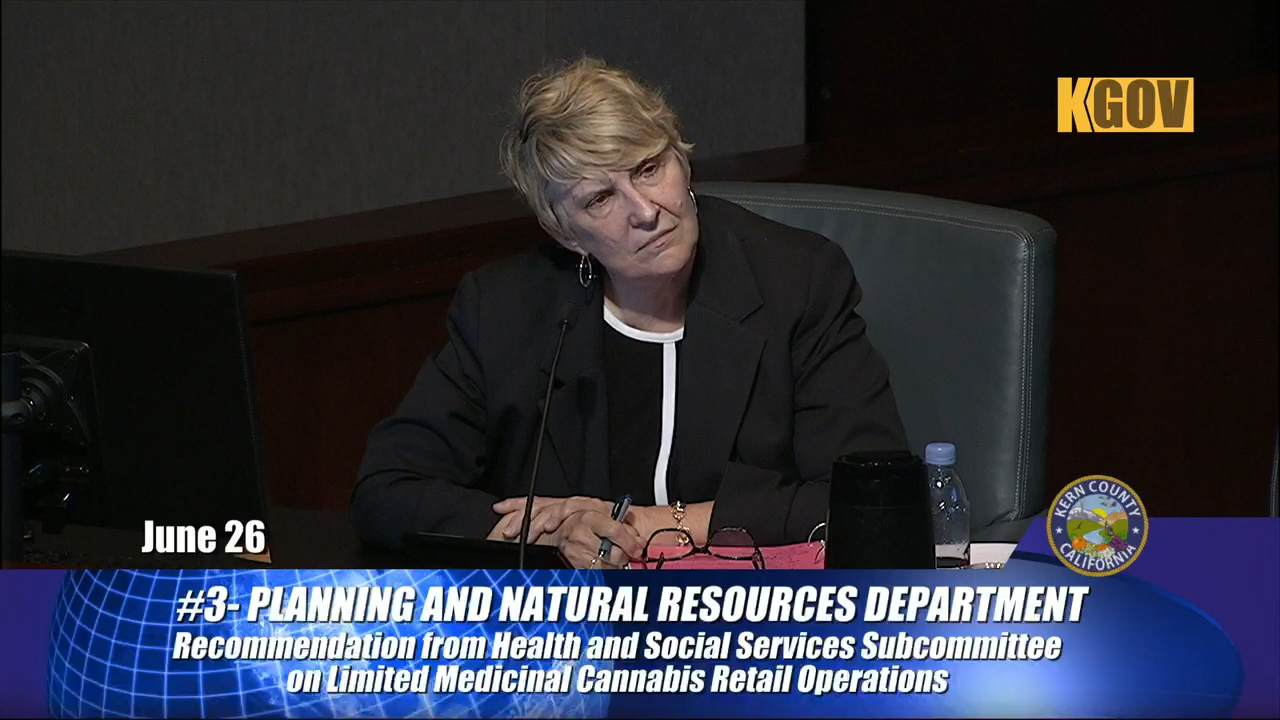 KGOV
KERN COUNTY
CALIFORNIA
June 26
#3- PLANNING AND NATURAL RESOURCES DEPARTMENT
Recommendation from Health and Social Services Subcommittee
on Limited Medicinal Cannabis Retail Operations